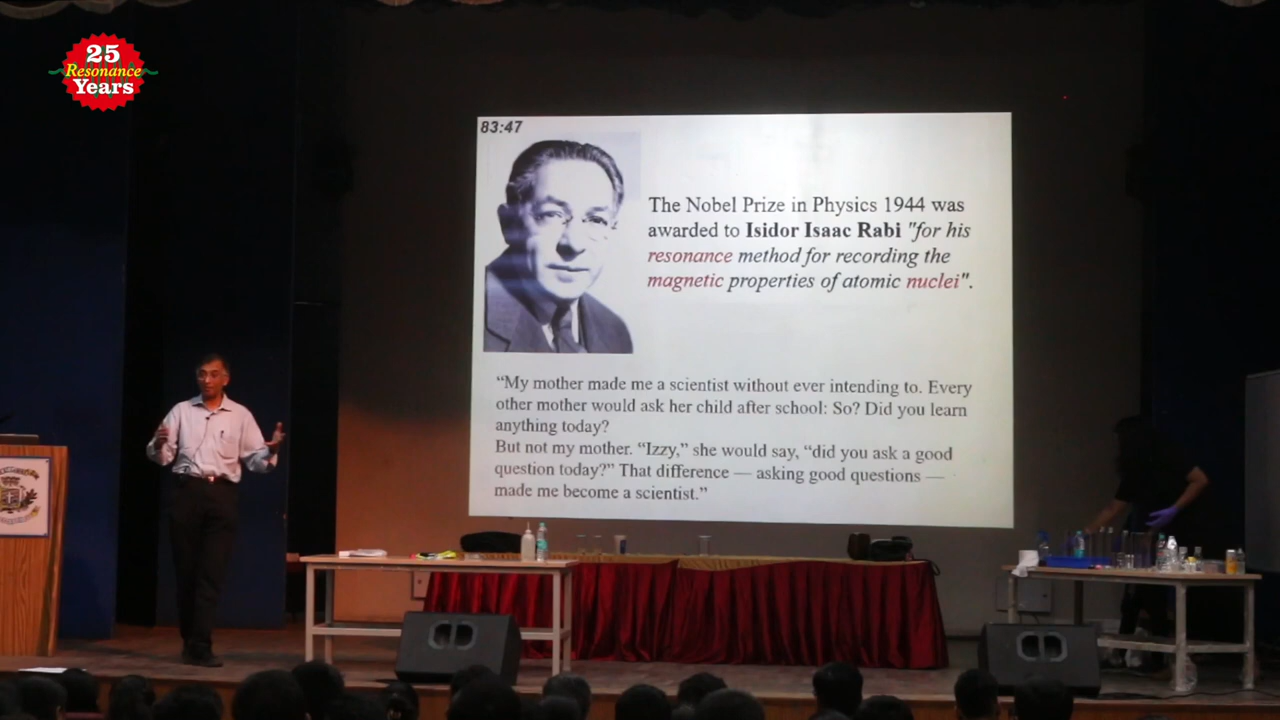 25
Resonance
Years
83:47
The Nobel Prize in Physics 1944 was
awarded to Isidor Isaac Rabi "for his
resonance method for recording the
magnetic properties of atomic nuclei".
“My mother made me a scientist without ever intending to. Every
other mother would ask her child after school: So? Did you learn
anything today?
But not my mother. “Izzy,” she would say, “did you ask a good
question today?” That difference — asking good questions —
made me become a scientist.”